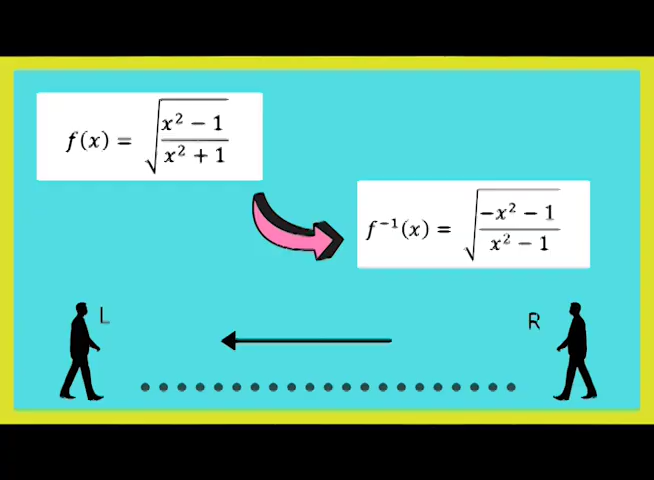 f(x) = √((x² − 1)/(x² + 1))
f⁻¹(x) = √((−x² − 1)/(x² − 1))
L
R